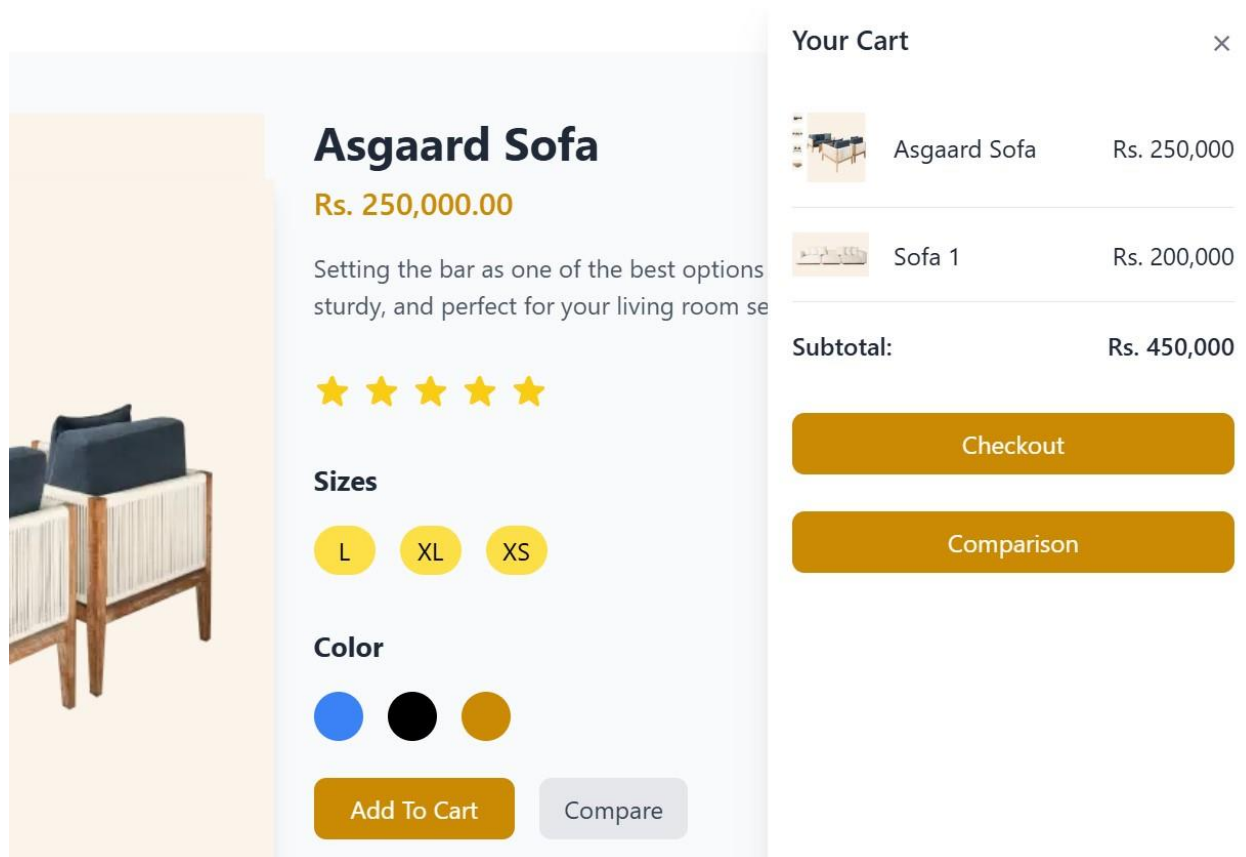 Asgaard Sofa
Rs. 250,000.00
Setting the bar as one of the best options
sturdy, and perfect for your living room se
Sizes
L XL XS
Color
Add To Cart Compare
Your Cart ×
Asgaard Sofa Rs. 250,000
Sofa 1 Rs. 200,000
Subtotal: Rs. 450,000
Checkout
Comparison